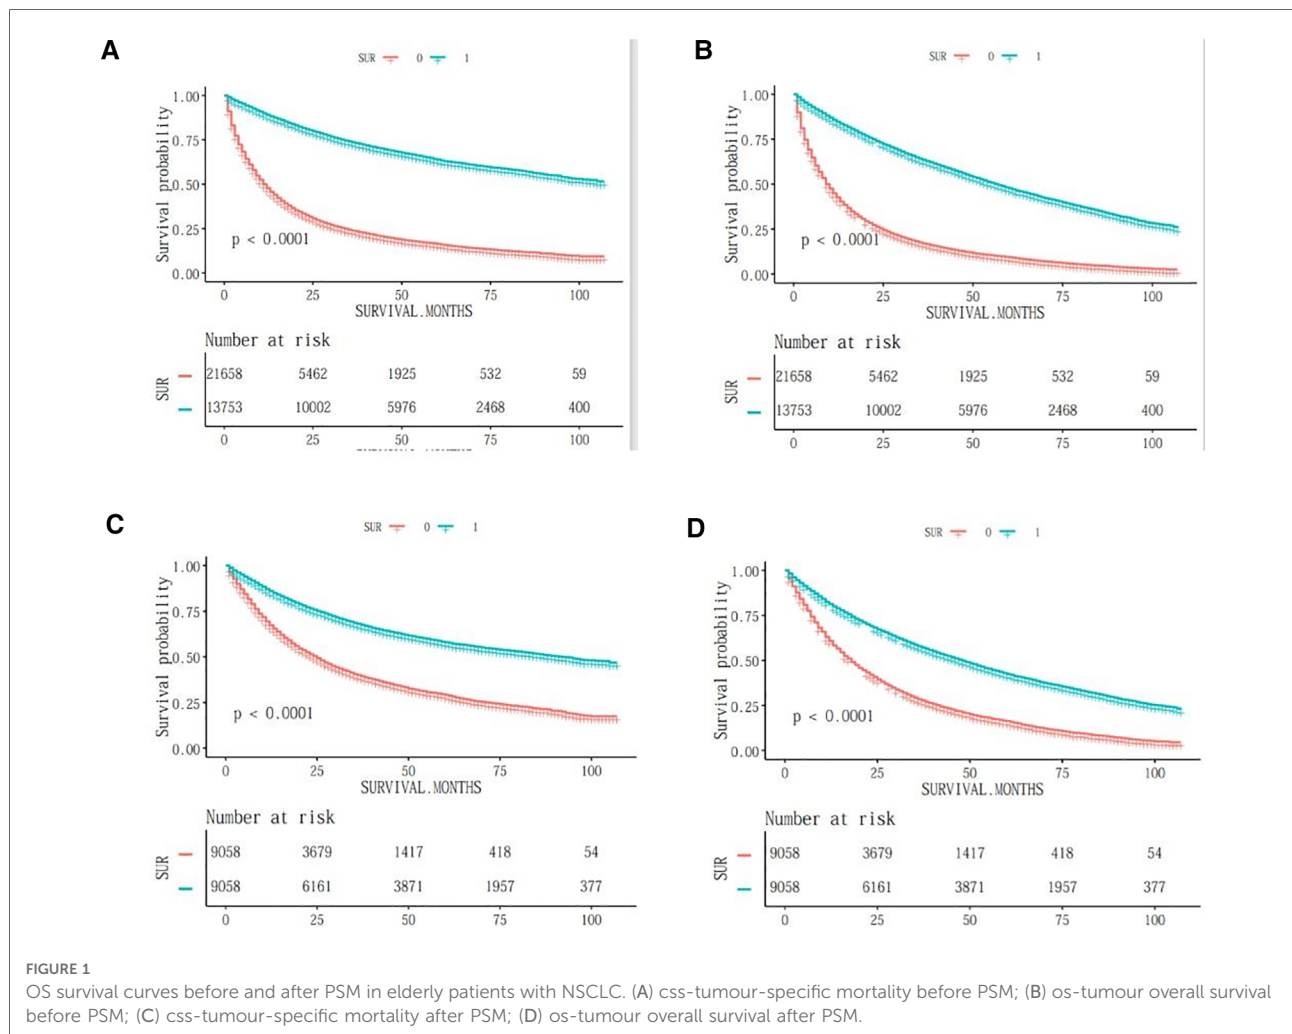 A
SUR 0 1
1.00
0.75
0.50
0.25
0.00
Survival probability
p < 0.0001
0 25 50 75 100
SURVIVAL.MONTHS
Number at risk
SUR
21658 5462 1925 532 59
13753 10002 5976 2468 400
0 25 50 75 100
B
SUR 0 1
1.00
0.75
0.50
0.25
0.00
Survival probability
p < 0.0001
0 25 50 75 100
SURVIVAL.MONTHS
Number at risk
SUR
21658 5462 1925 532 59
13753 10002 5976 2468 400
0 25 50 75 100
C
SUR 0 1
1.00
0.75
0.50
0.25
0.00
Survival probability
p < 0.0001
0 25 50 75 100
SURVIVAL.MONTHS
Number at risk
SUR
9058 3679 1417 418 54
9058 6161 3871 1957 377
0 25 50 75 100
D
SUR 0 1
1.00
0.75
0.50
0.25
0.00
Survival probability
p < 0.0001
0 25 50 75 100
SURVIVAL.MONTHS
Number at risk
SUR
9058 3679 1417 418 54
9058 6161 3871 1957 377
0 25 50 75 100
FIGURE 1
OS survival curves before and after PSM in elderly patients with NSCLC. (A) css-tumour-specific mortality before PSM; (B) os-tumour overall survival
before PSM; (C) css-tumour-specific mortality after PSM; (D) os-tumour overall survival after PSM.